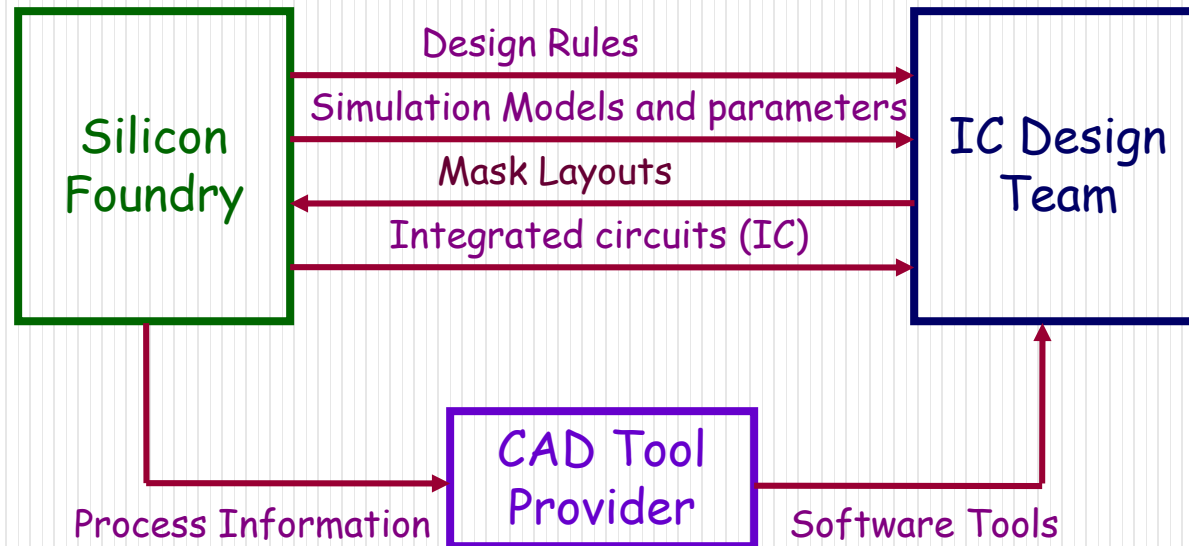 Design Rules
Simulation Models and parameters
Silicon
Foundry
IC Design
Team
Mask Layouts
Integrated circuits (IC)
CAD Tool
Provider
Process Information
Software Tools